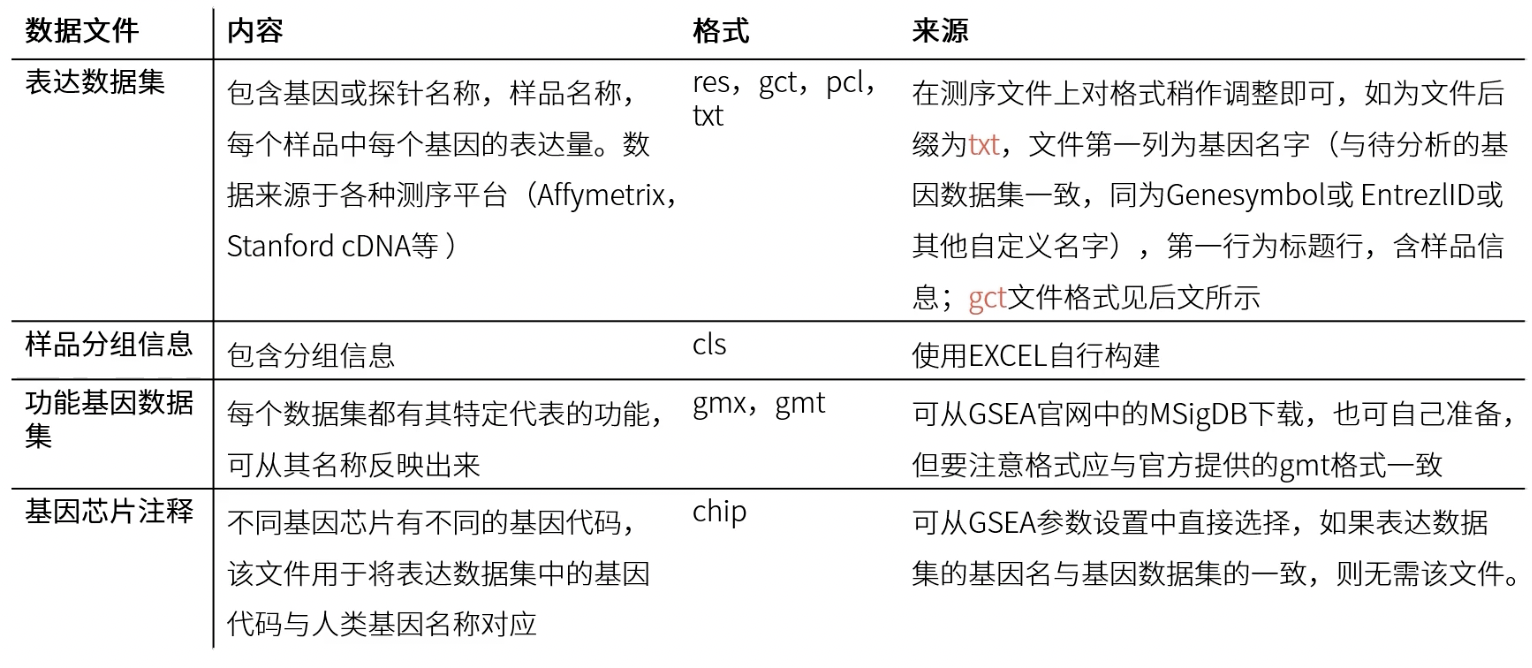 数据文件 内容 格式 来源
表达数据集
包含基因或探针名称，样品名称，
每个样品中每个基因的表达量。数
据来源于各种测序平台（Affymetrix，
Stanford cDNA等 ）
res，gct，pcl，
txt
在测序文件上对格式稍作调整即可，如为文件后
缀为txt，文件第一列为基因名字（与待分析的基
因数据集一致，同为Genesymbol或 EntrezlID或
其他自定义名字），第一行为标题行，含样品信
息；gct文件格式见后文所示
样品分组信息
包含分组信息
cls
使用EXCEL自行构建
功能基因数据
集
每个数据集都有其特定代表的功能，
可从其名称反映出来
gmx，gmt
可从GSEA官网中的MSigDB下载，也可自己准备，
但要注意格式应与官方提供的gmt格式一致
基因芯片注释
不同基因芯片有不同的基因代码，
该文件用于将表达数据集中的基因
代码与人类基因名称对应
chip
可从GSEA参数设置中直接选择，如果表达数据
集的基因名与基因数据集的一致，则无需该文件。